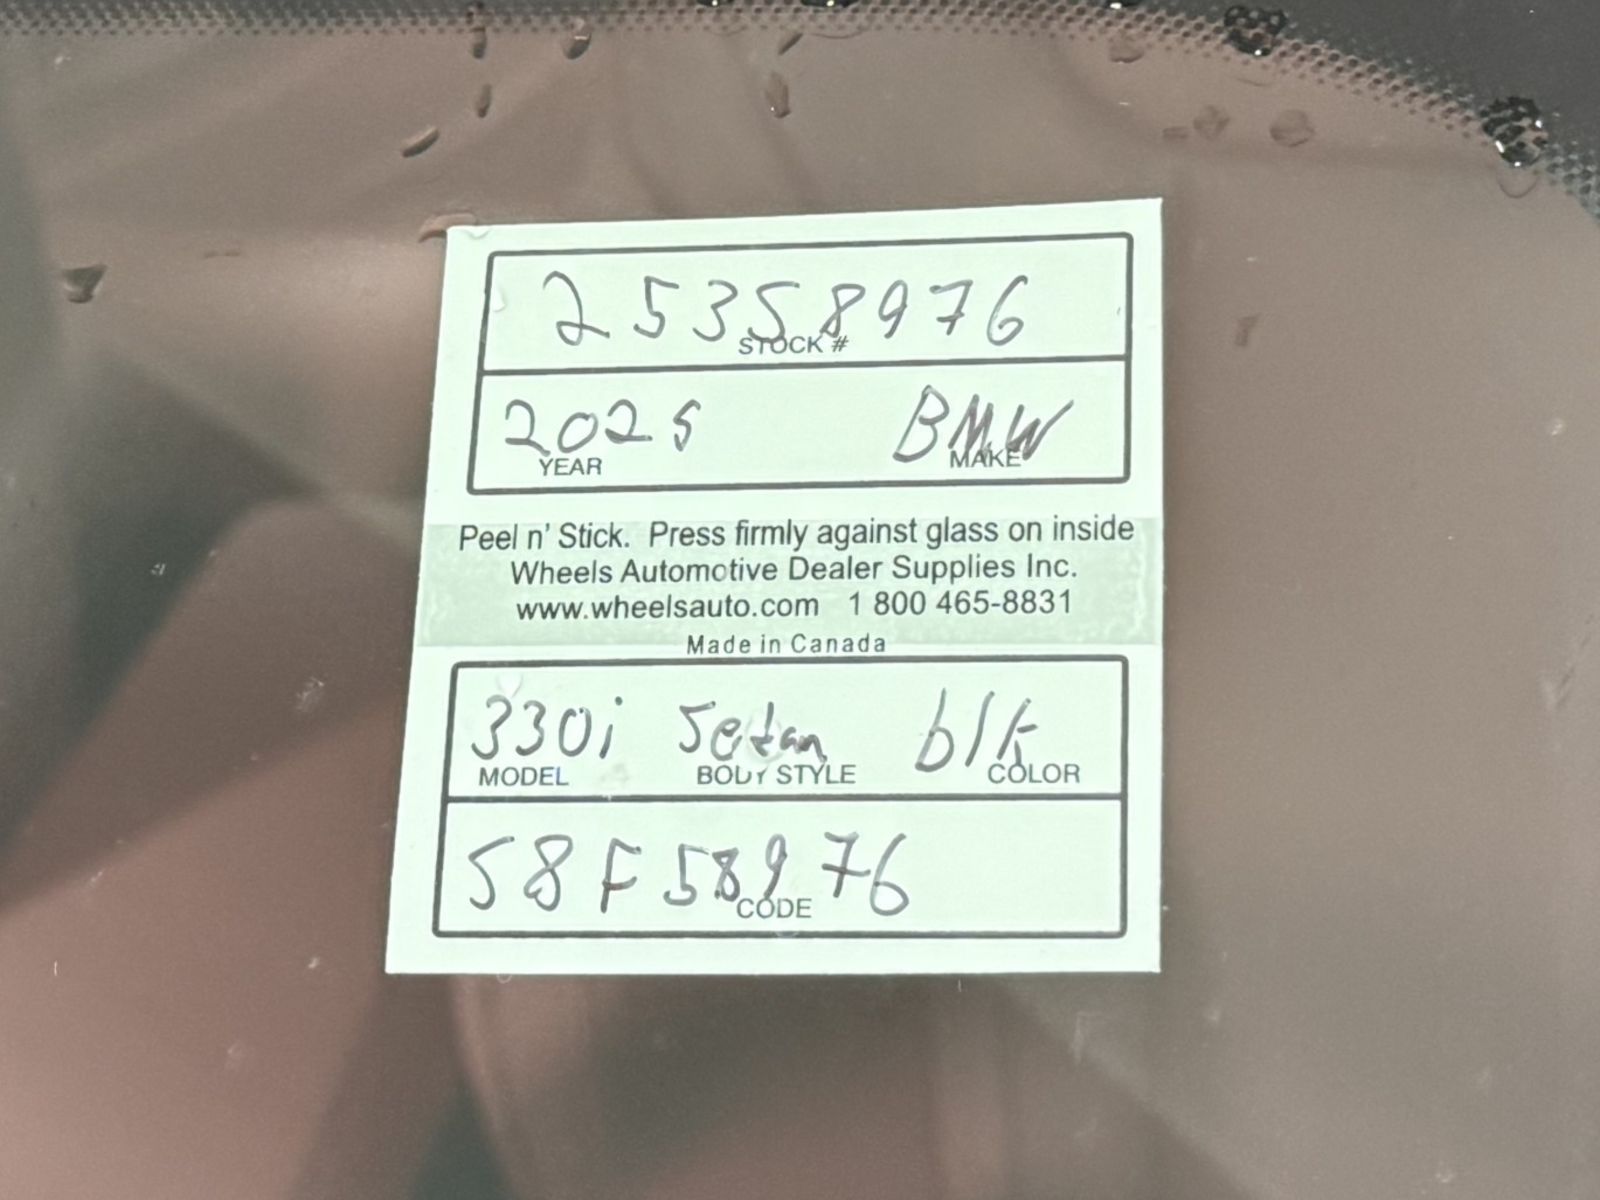 25358976
STOCK #
2025 BMW
YEAR MAKE
Peel n' Stick. Press firmly against glass on inside
Wheels Automotive Dealer Supplies Inc.
www.wheelsauto.com 1 800 465-8831
Made in Canada
330i Sedan blk
MODEL BODY STYLE COLOR
S8F58976
CODE